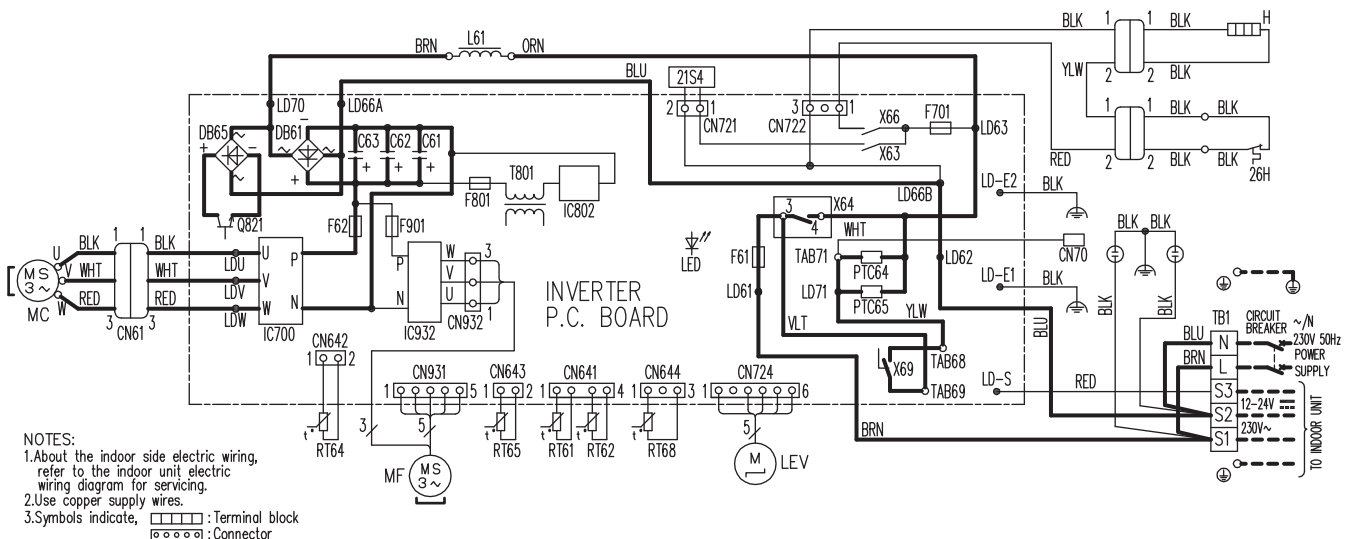 BLK 1 1 BLK H
BRN L61 ORN
YLW 2 2 BLK
BLU
21S4
LD70 LD66A
2 1 CN721
3 1 CN722
X66 F701
X63
LD63
BLK 1 1 BLK BLK
RED 2 2 BLK BLK
26H
DB65 ~ DB61 − C63 C62 C61
+ − ~ ~ + + +
~ +
T801
F801
IC802
Q821
F62 F901
LD66B
LD-E2 BLK
3 X64
4
WHT
TAB71
PTC64
LD71
PTC65
CN70
LD62
LD-E1 BLK
LED
F61
LD61
YLW
VLT
X69
TAB68
TAB69
LD-S RED
U BLK 1 1 BLK LDU U P
MS 3~ V WHT WHT LDV V
W RED 3 3 RED LDW W N
MC CN61 IC700
P W 3
V
N U 1
IC932 CN932
INVERTER
P.C. BOARD
BLK BLK
BLK BLK
BLU
TB1
CIRCUIT
BREAKER
~/N
230V 50Hz
POWER
SUPPLY
BLU N
BRN L
S3
12-24V
S2
230V~
S1
TO INDOOR UNIT
BRN
CN642
1 2
CN931
1 5
CN643
1 2
CN641
1 4
CN644
1 3
CN724
1 6
t° RT64
3
5
t° RT65
t° RT61
t° RT62
t° RT68
5
MF MS 3~
M LEV
NOTES:
1.About the indoor side electric wiring,
refer to the indoor unit electric
wiring diagram for servicing.
2.Use copper supply wires.
3.Symbols indicate, : Terminal block
: Connector